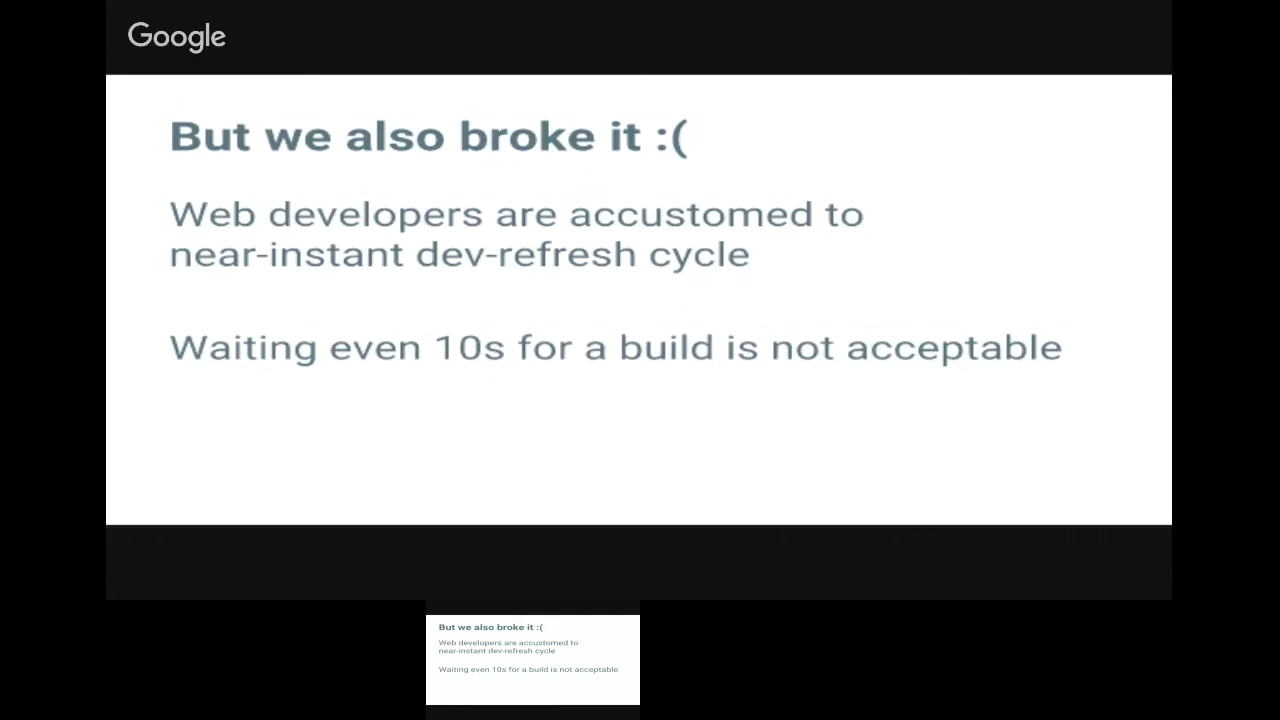 Google
But we also broke it :(
Web developers are accustomed to
near-instant dev-refresh cycle
Waiting even 10s for a build is not acceptable
But we also broke it :(
Web developers are accustomed to
near-instant dev-refresh cycle
Waiting even 10s for a build is not acceptable